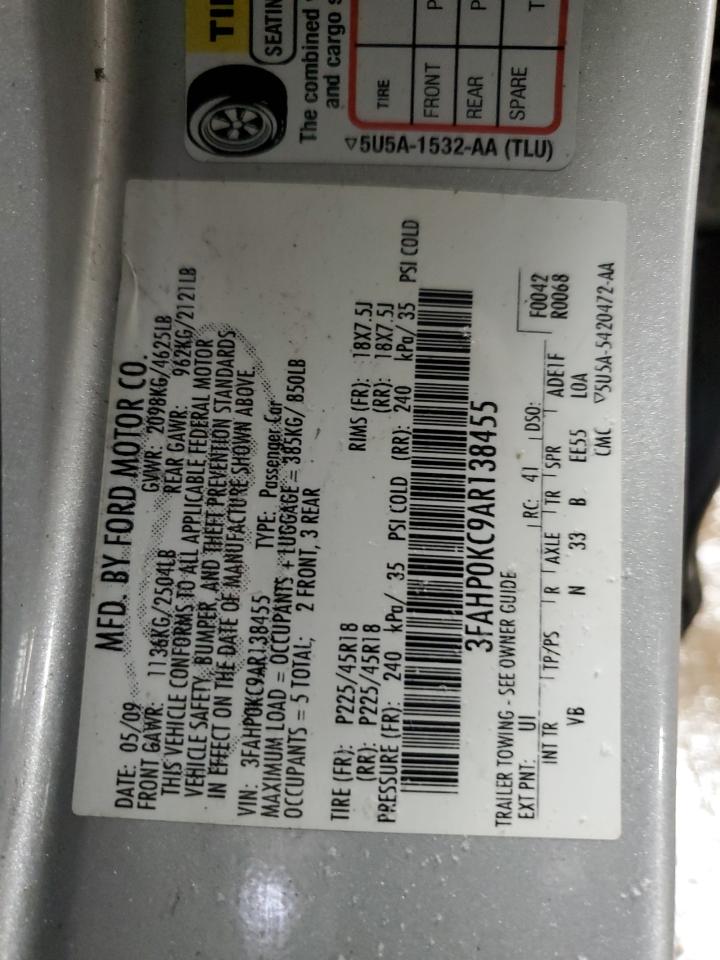 MFD. BY FORD MOTOR CO.
DATE: 05/09 GVWR: 2098KG/4625LB
FRONT GAWR: 1136KG/2504LB REAR GAWR: 962KG/2121LB
THIS VEHICLE CONFORMS TO ALL APPLICABLE FEDERAL MOTOR
VEHICLE SAFETY, BUMPER, AND THEFT PREVENTION STANDARDS
IN EFFECT ON THE DATE OF MANUFACTURE SHOWN ABOVE.
VIN: 3FAHP0KC9AR138455 TYPE: Passenger Car
MAXIMUM LOAD = OCCUPANTS + LUGGAGE = 385KG/ 850LB
OCCUPANTS = 5 TOTAL; 2 FRONT, 3 REAR
TIRE (FR): P225/45R18 RIMS (FR): 18X7.5J
(RR): P225/45R18 (RR): 18X7.5J
PRESSURE (FR): 240 kPa/ 35 PSI COLD (RR): 240 kPa/ 35 PSI COLD
3FAHP0KC9AR138455
TRAILER TOWING - SEE OWNER GUIDE
EXT PNT: UI RC: 41 DSO: F0042
R0068
INT TR TP/PS R AXLE TR SPR ADE1F
VB N 33 B EE55 LOA
CMC ▽5U5A-5420472-AA
TI
SEATIN
The combined
and cargo s
TIRE
FRONT P
REAR P
SPARE T
▽5U5A-1532-AA (TLU)